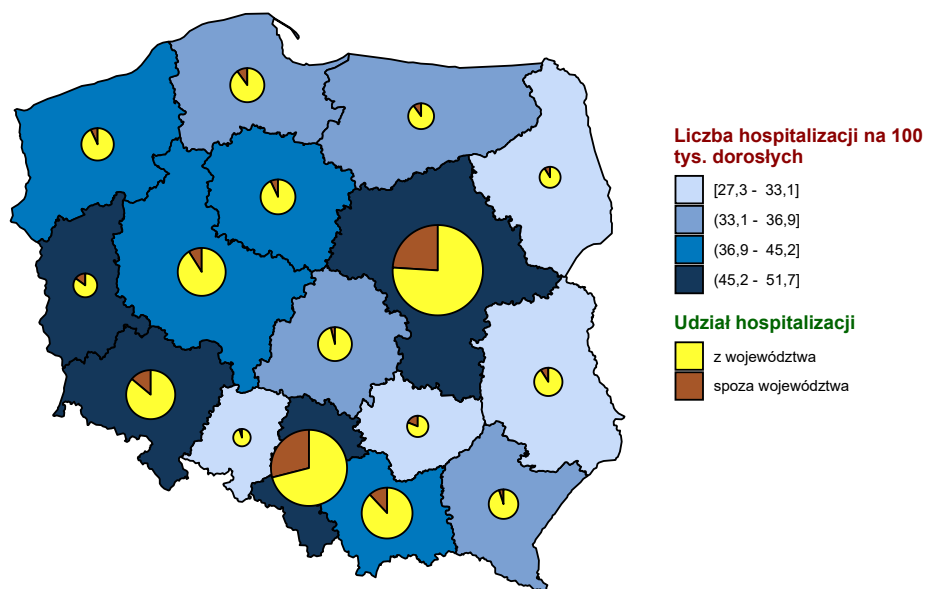 Liczba hospitalizacji na 100
tys. dorosłych
[27,3 - 33,1]
(33,1 - 36,9]
(36,9 - 45,2]
(45,2 - 51,7]
Udział hospitalizacji
z województwa
spoza województwa